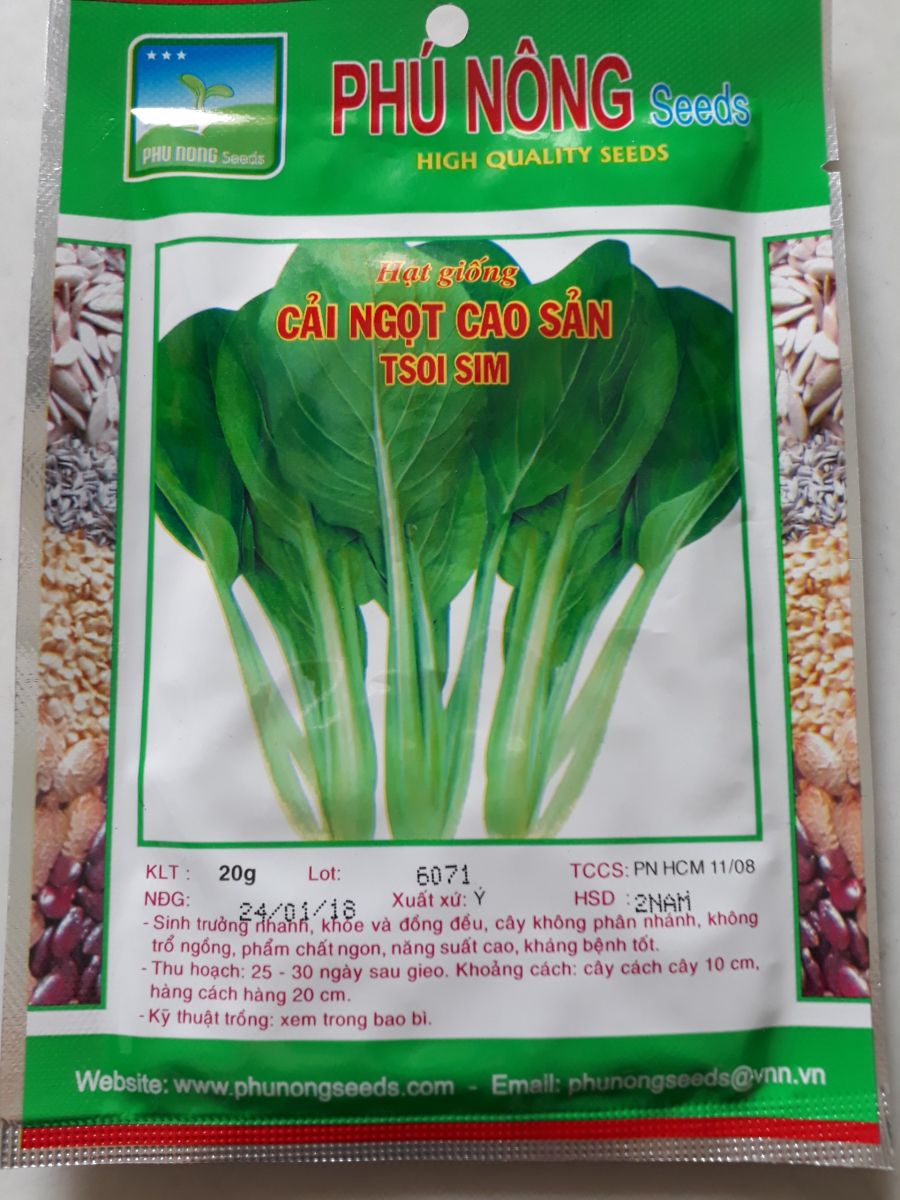 PHU NONG Seeds
PHÚ NÔNG Seeds
HIGH QUALITY SEEDS
Hạt giống
CẢI NGỌT CAO SẢN
TSOI SIM
KLT : 20g Lot: 6071 TCCS: PN HCM 11/08
NĐG: 24/01/18 Xuất xứ: Ý HSD : 2NAM
- Sinh trưởng nhanh, khỏe và đồng đều, cây không phân nhánh, không
trổ ngồng, phẩm chất ngon, năng suất cao, kháng bệnh tốt.
- Thu hoạch: 25 - 30 ngày sau gieo. Khoảng cách: cây cách cây 10 cm,
hàng cách hàng 20 cm.
- Kỹ thuật trồng: xem trong bao bì.
Website: www.phunongseeds.com - Email: phunongseeds@vnn.vn